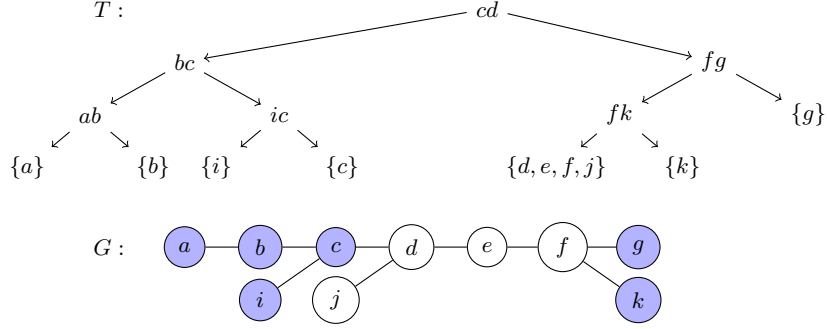 T : cd
bc fg
ab ic fk {g}
{a} {b} {i} {c} {d, e, f, j} {k}
G : a b c d e f g
i j k